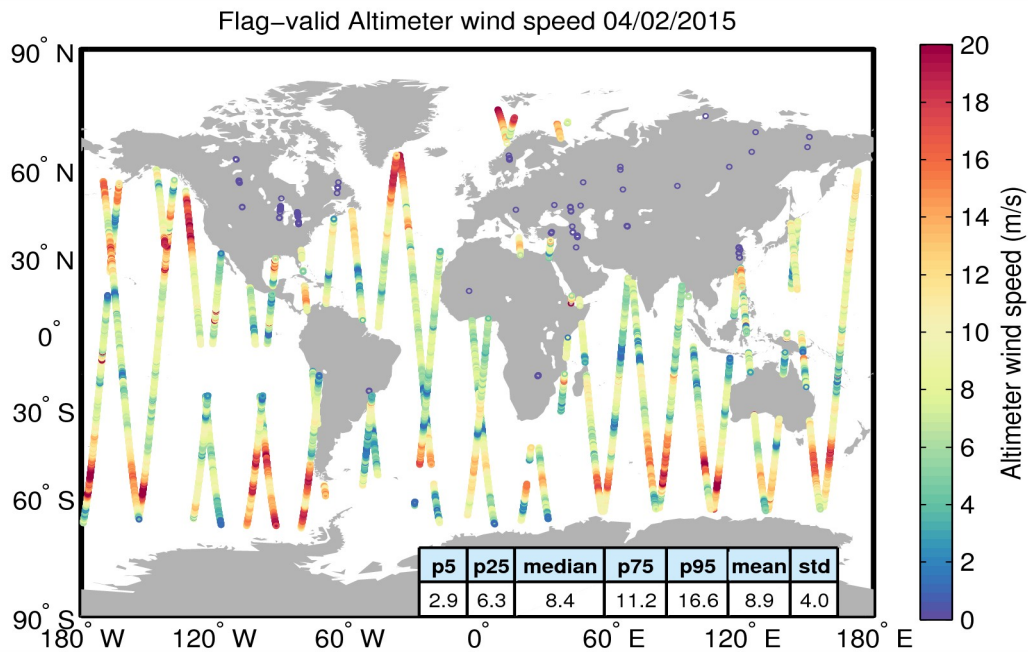 Flag−valid Altimeter wind speed 04/02/2015
90° N
60° N
30° N
0°
30° S
60° S
90° S
180° W
120° W
60° W
0°
60° E
120° E
180° E
p5 p25 median p75 p95 mean std
2.9 6.3 8.4 11.2 16.6 8.9 4.0
20
18
16
14
12
10
8
6
4
2
0
Altimeter wind speed (m/s)